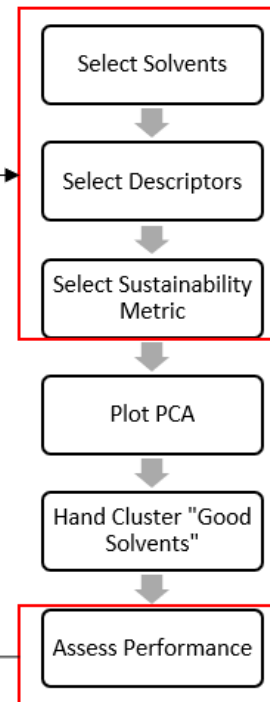 Select Solvents
Select Descriptors
Select Sustainability
Metric
Plot PCA
Hand Cluster "Good
Solvents"
Assess Performance